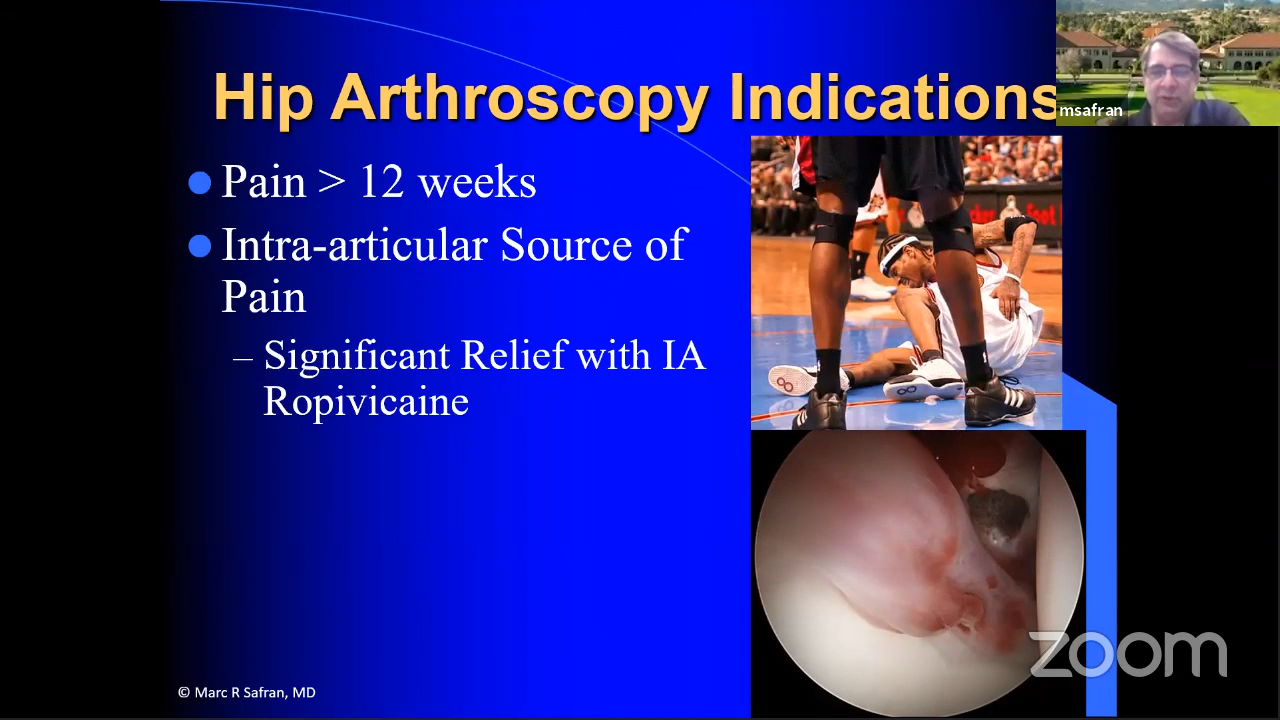 Hip Arthroscopy Indications
msafran
Pain > 12 weeks
Intra-articular Source of
Pain
– Significant Relief with IA
Ropivicaine
zoom
© Marc R Safran, MD